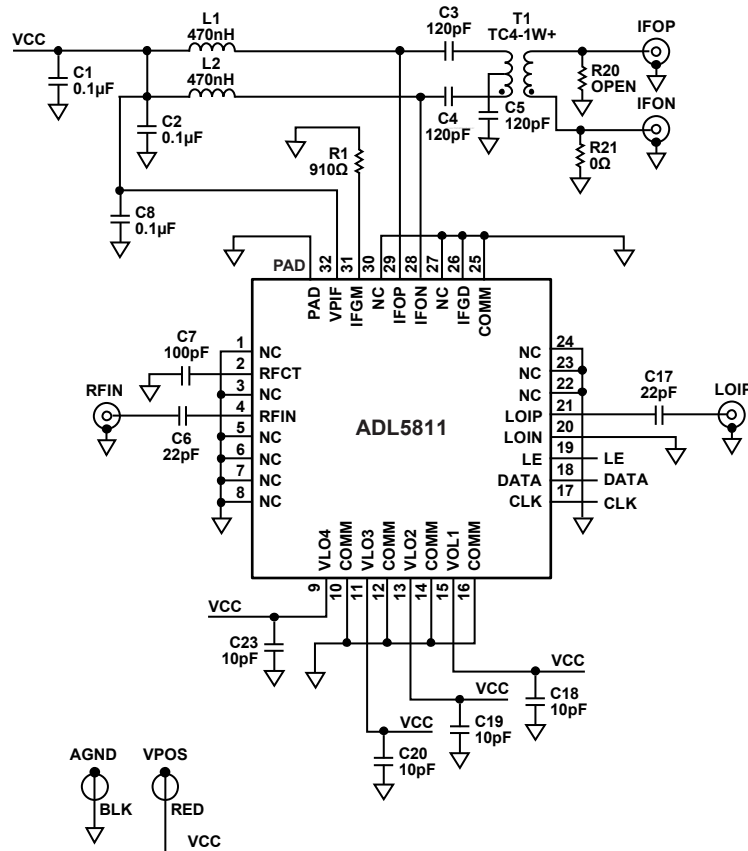 VCC
L1
470nH
C3
120pF
T1
TC4-1W+
IFOP
C1
0.1µF
L2
470nH
R20
OPEN
C2
0.1µF
C4
120pF
C5
120pF
IFON
R1
910Ω
R21
0Ω
C8
0.1µF
PAD
32
31
30
29
28
27
26
25
PAD
VPIF
IFGM
NC
IFOP
IFON
NC
IFGD
COMM
C7
100pF
RFIN
C6
22pF
1 NC
2 RFCT
3 NC
4 RFIN
5 NC
6 NC
7 NC
8 NC
ADL5811
NC 24
NC 23
NC 22
LOIP 21
LOIN 20
LE 19 LE
DATA 18 DATA
CLK 17 CLK
C17
22pF
LOIP
VLO4
COMM
VLO3
COMM
VLO2
COMM
VOL1
COMM
9
10
11
12
13
14
15
16
VCC
C23
10pF
VCC
C18
10pF
VCC
C19
10pF
VCC
C20
10pF
AGND
BLK
VPOS
RED
VCC